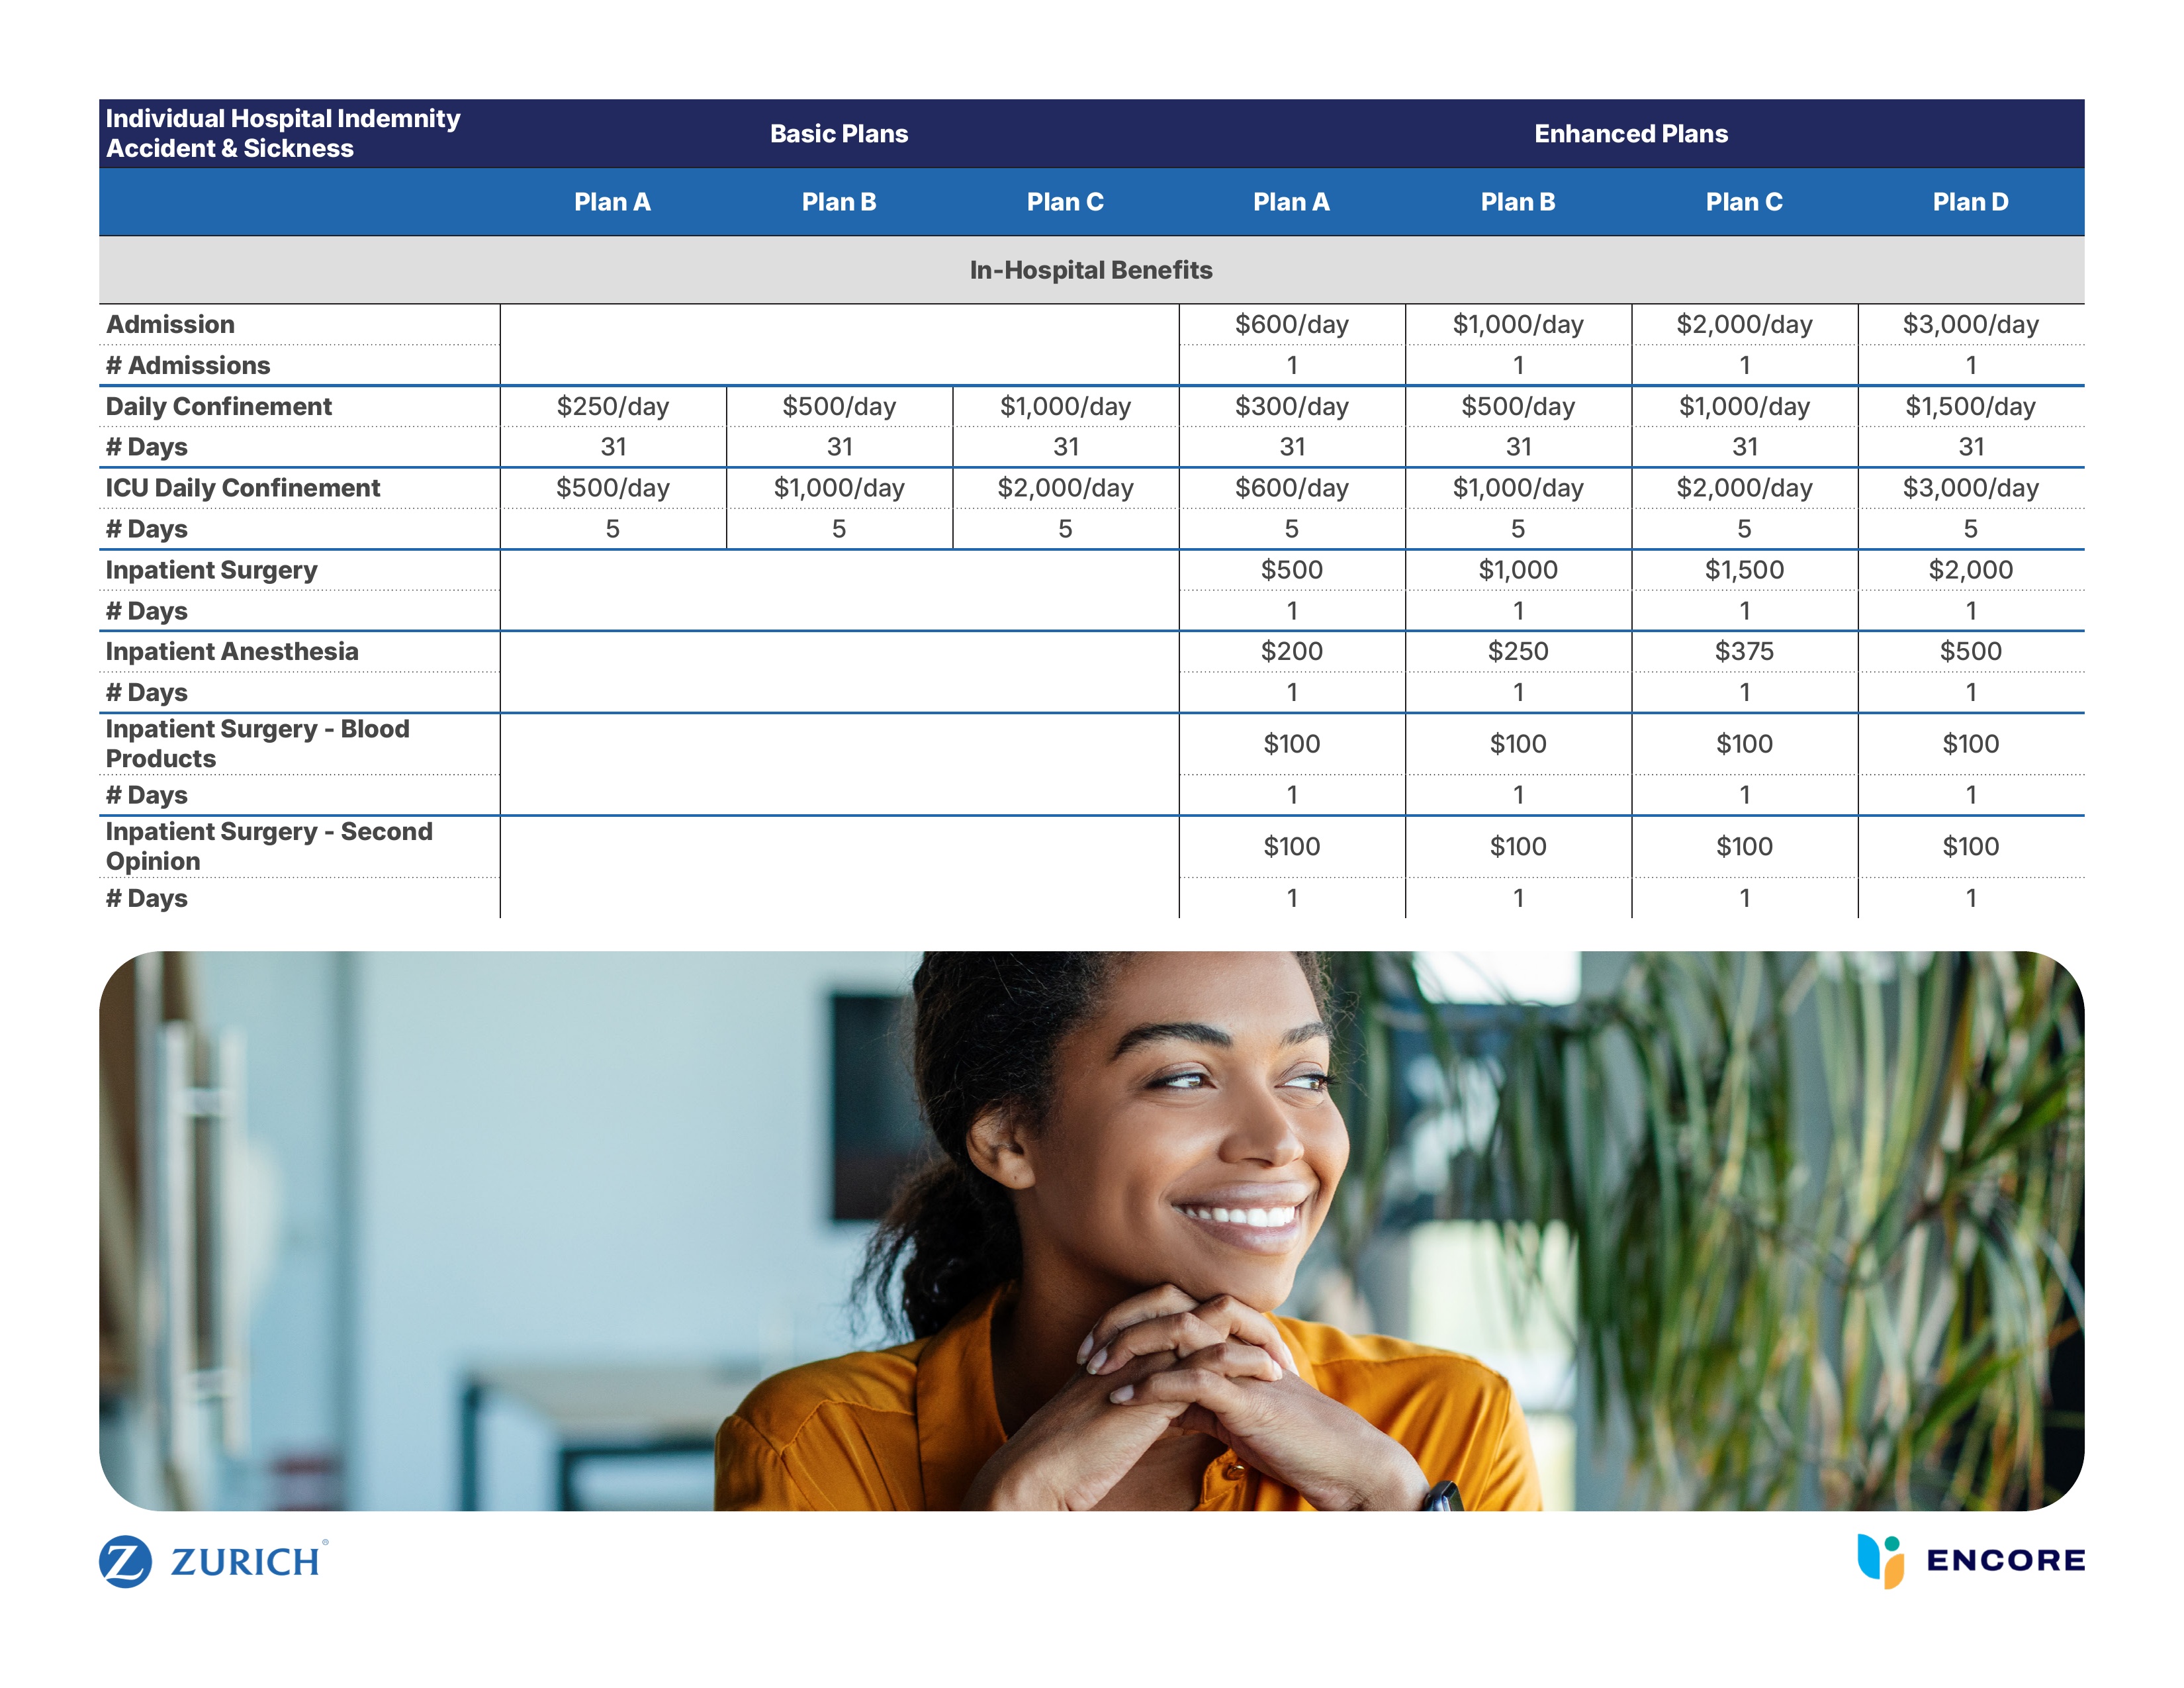 Individual Hospital Indemnity
Accident & Sickness
Basic Plans
Enhanced Plans
Plan A Plan B Plan C Plan A Plan B Plan C Plan D
In-Hospital Benefits
Admission $600/day $1,000/day $2,000/day $3,000/day
# Admissions 1 1 1 1
Daily Confinement $250/day $500/day $1,000/day $300/day $500/day $1,000/day $1,500/day
# Days 31 31 31 31 31 31 31
ICU Daily Confinement $500/day $1,000/day $2,000/day $600/day $1,000/day $2,000/day $3,000/day
# Days 5 5 5 5 5 5 5
Inpatient Surgery $500 $1,000 $1,500 $2,000
# Days 1 1 1 1
Inpatient Anesthesia $200 $250 $375 $500
# Days 1 1 1 1
Inpatient Surgery - Blood
Products
$100 $100 $100 $100
# Days 1 1 1 1
Inpatient Surgery - Second
Opinion
$100 $100 $100 $100
# Days 1 1 1 1
Z ZURICH®
ENCORE